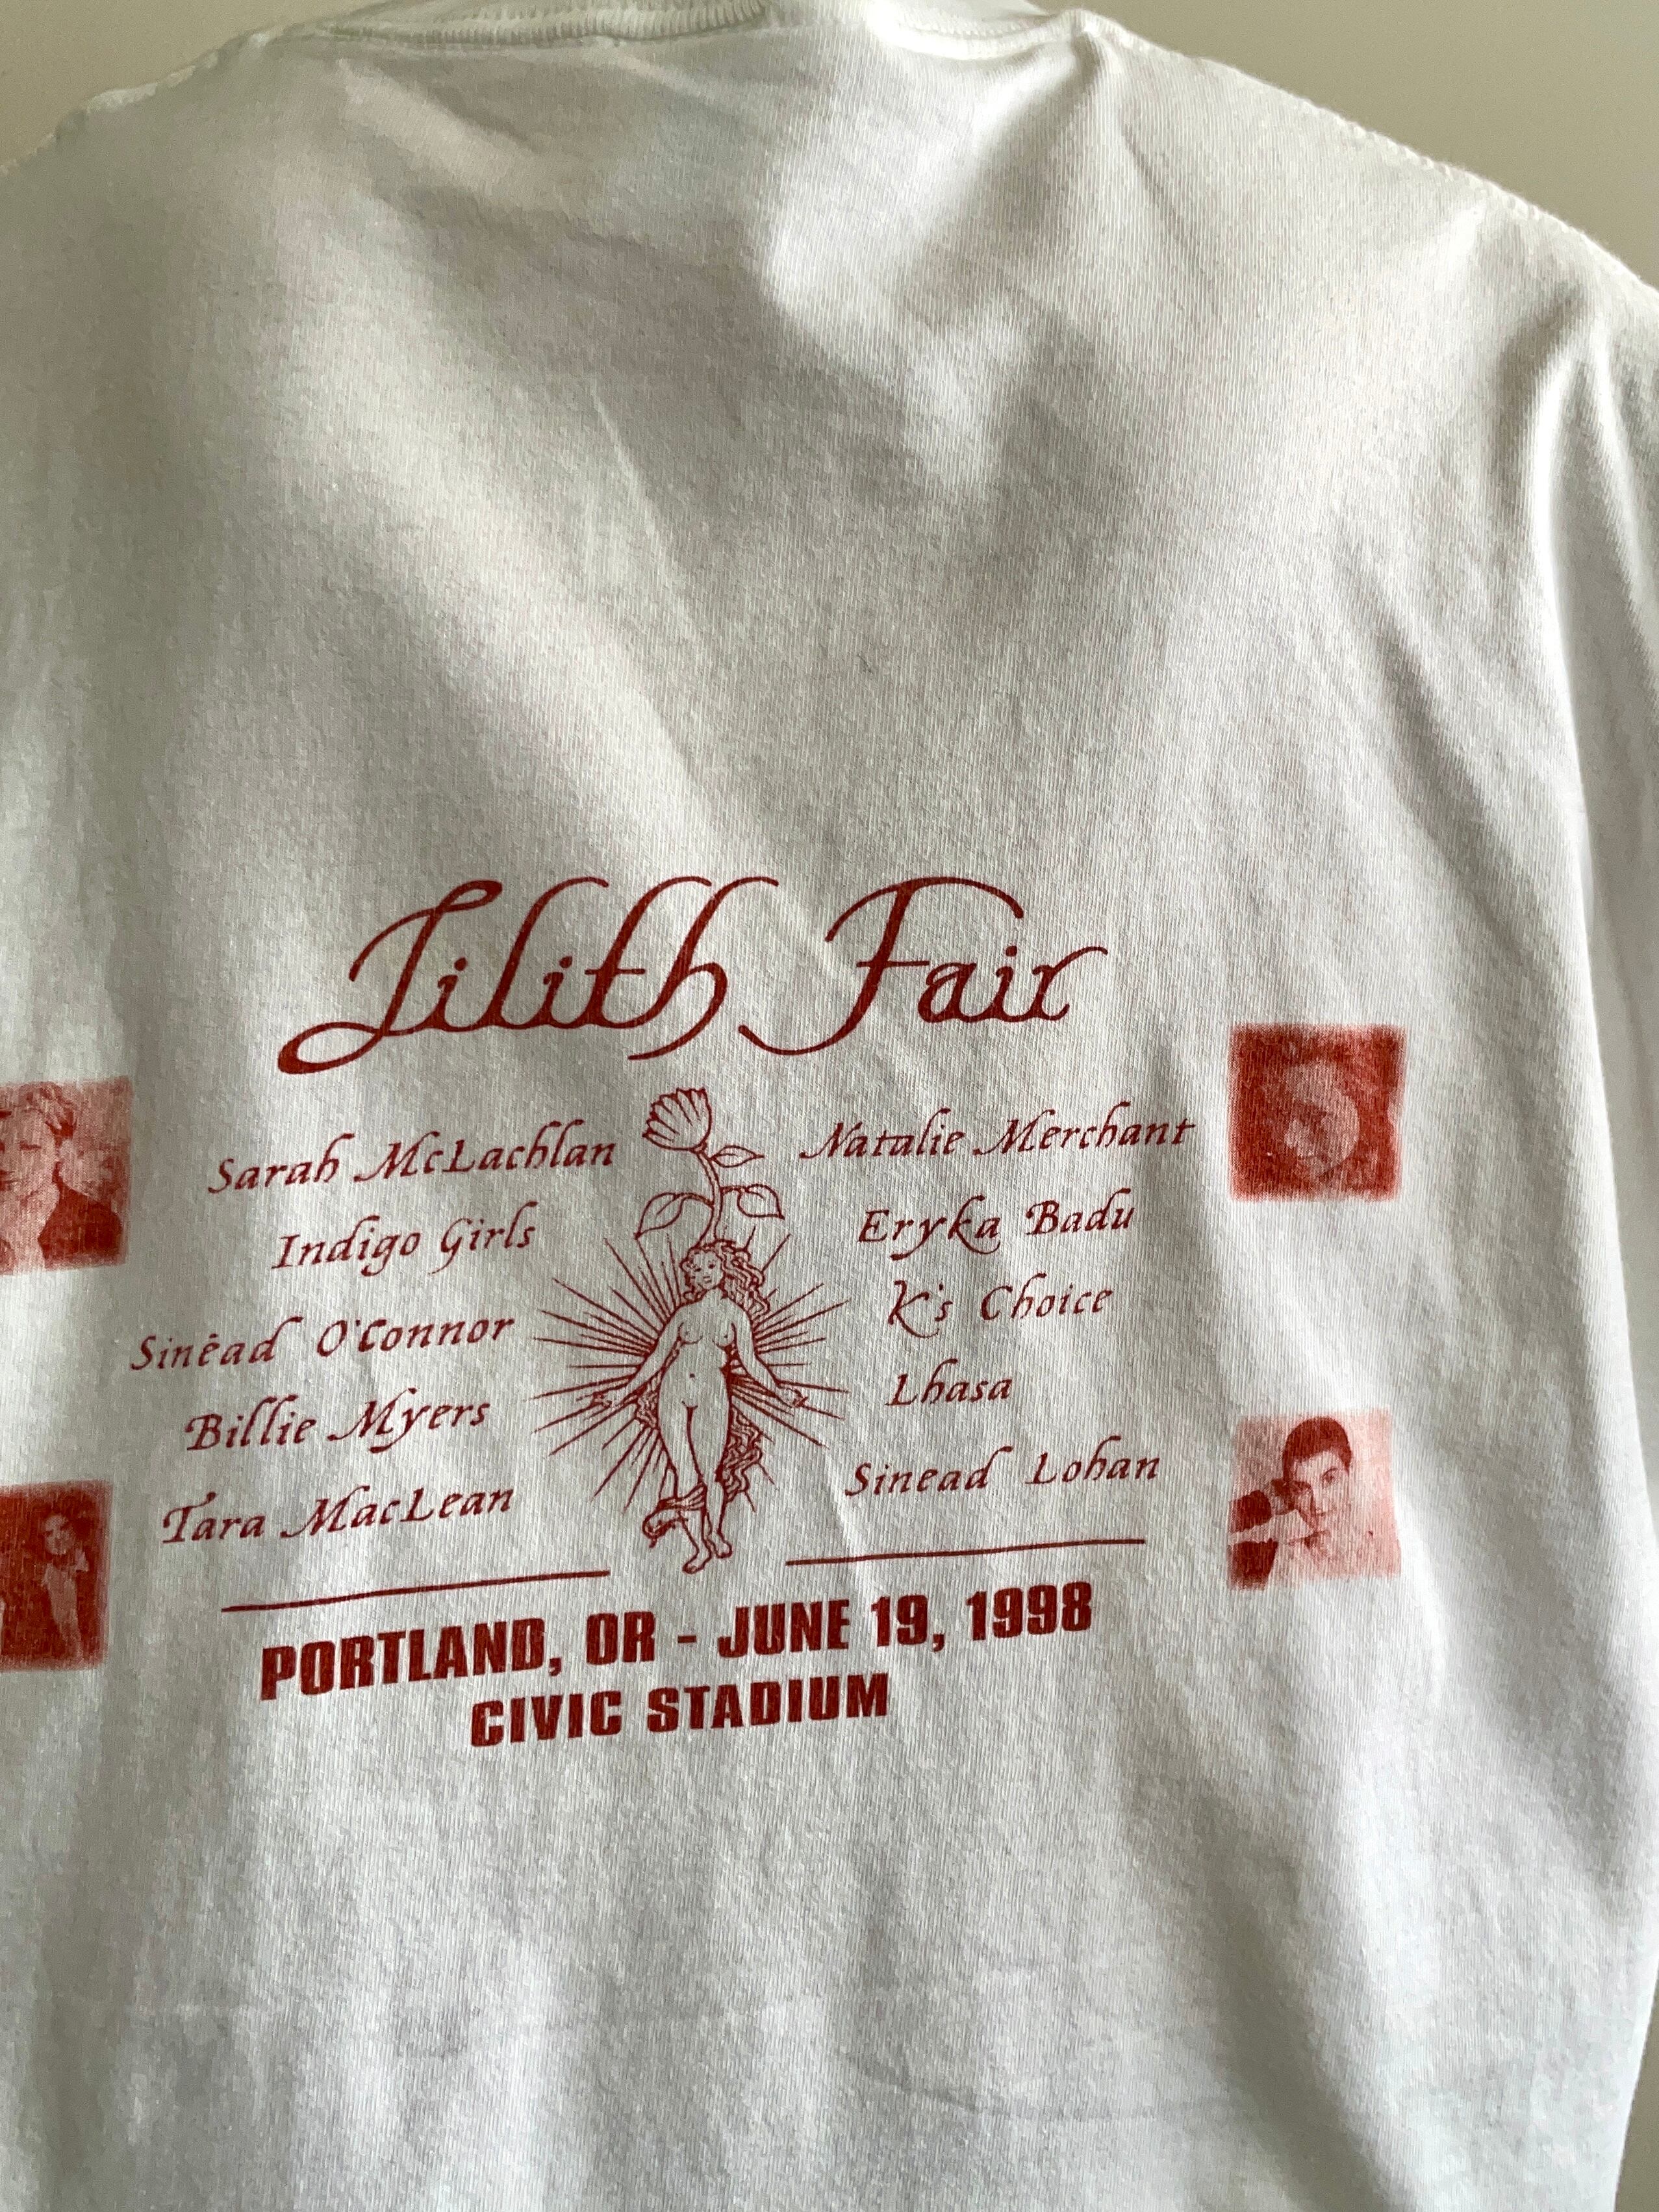 Lilith Fair
Sarah McLachlan
Indigo Girls
Sinéad O'Connor
Billie Myers
Tara MacLean
Natalie Merchant
Eryka Badu
K's Choice
Lhasa
Sinead Lohan
PORTLAND, OR - JUNE 19, 1998
CIVIC STADIUM